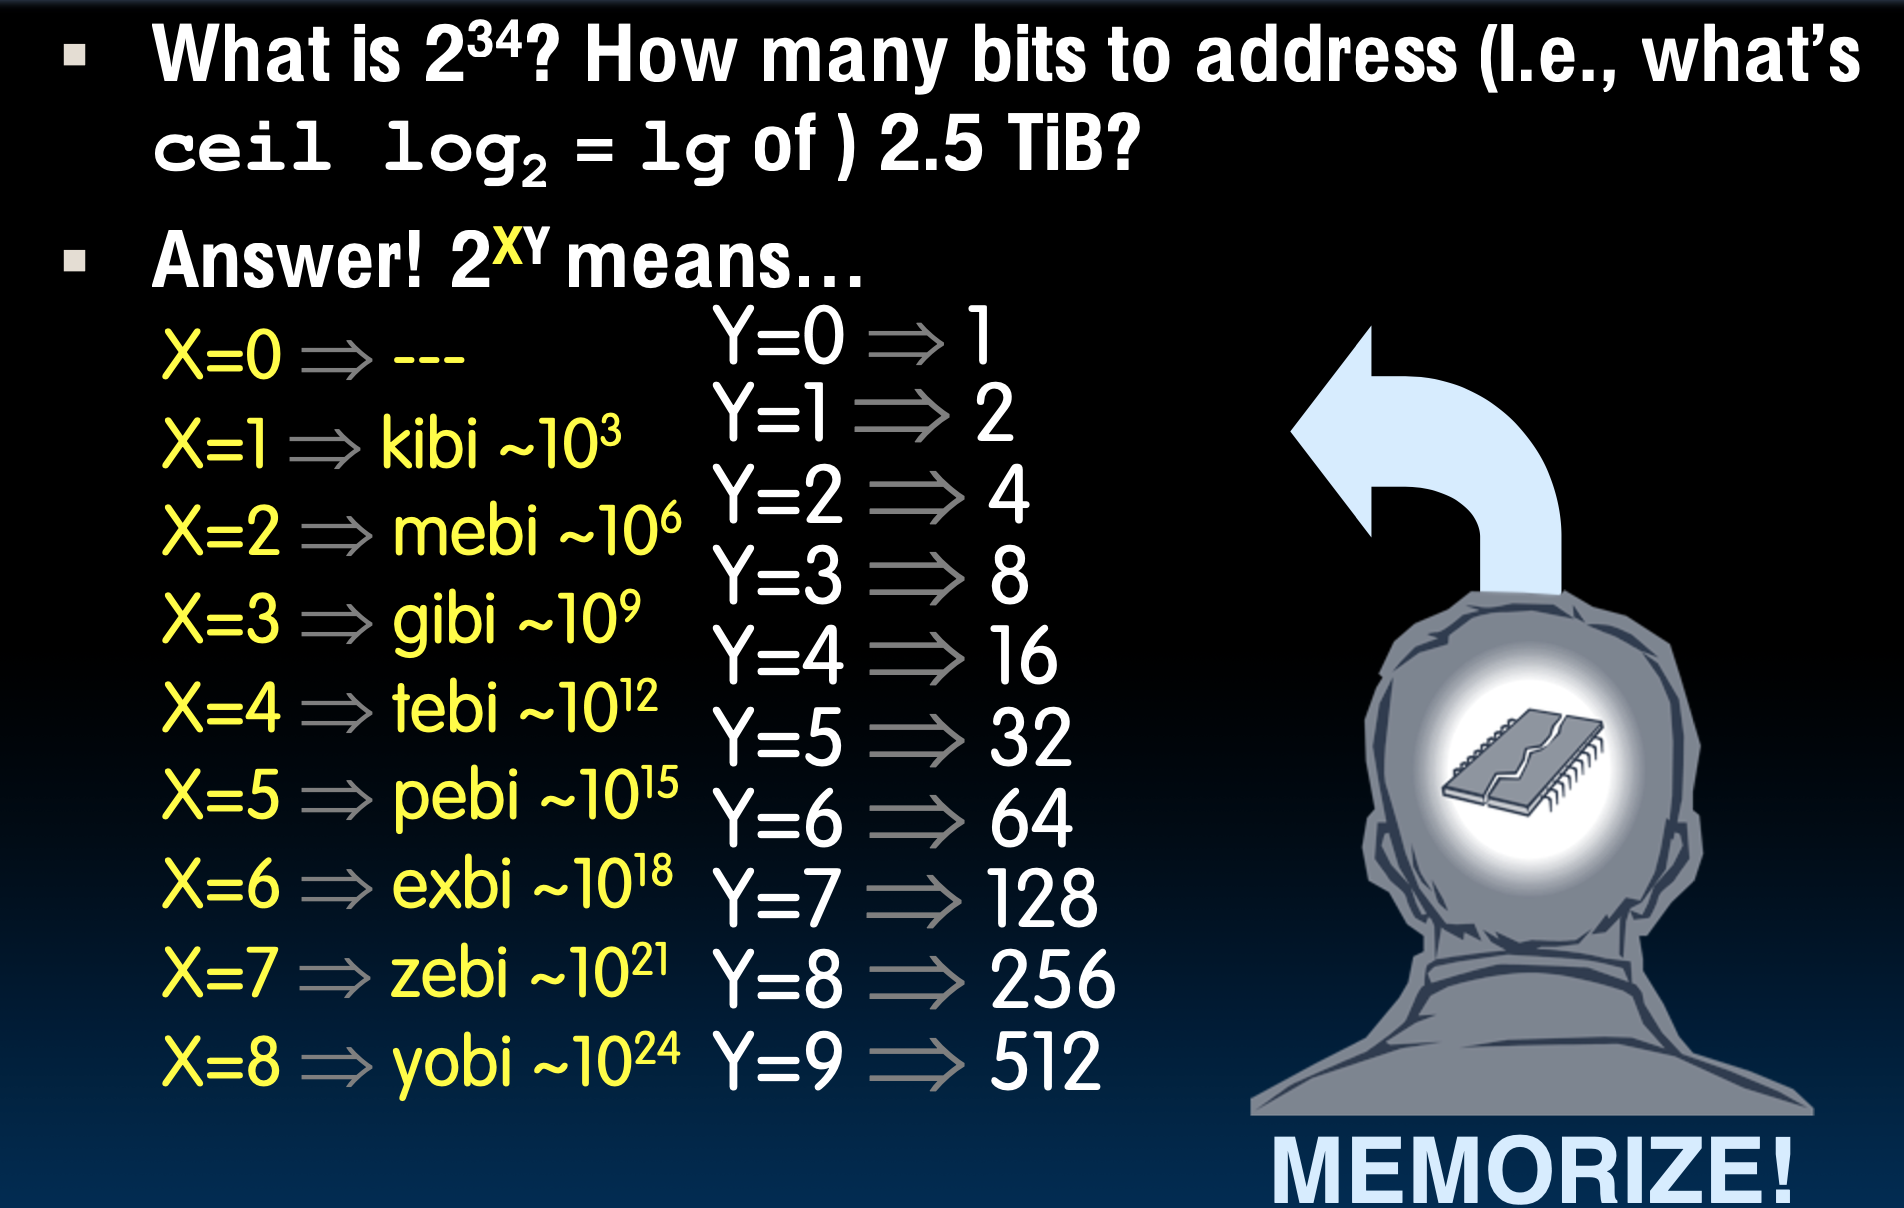 ▪ What is 2³⁴? How many bits to address (I.e., what’s
ceil log₂ = lg of ) 2.5 TiB?
▪ Answer! 2ˣʸ means…
X=0 ⇒ ---
X=1 ⇒ kibi ~10³
X=2 ⇒ mebi ~10⁶
X=3 ⇒ gibi ~10⁹
X=4 ⇒ tebi ~10¹²
X=5 ⇒ pebi ~10¹⁵
X=6 ⇒ exbi ~10¹⁸
X=7 ⇒ zebi ~10²¹
X=8 ⇒ yobi ~10²⁴
Y=0 ⇒ 1
Y=1 ⇒ 2
Y=2 ⇒ 4
Y=3 ⇒ 8
Y=4 ⇒ 16
Y=5 ⇒ 32
Y=6 ⇒ 64
Y=7 ⇒ 128
Y=8 ⇒ 256
Y=9 ⇒ 512
MEMORIZE!